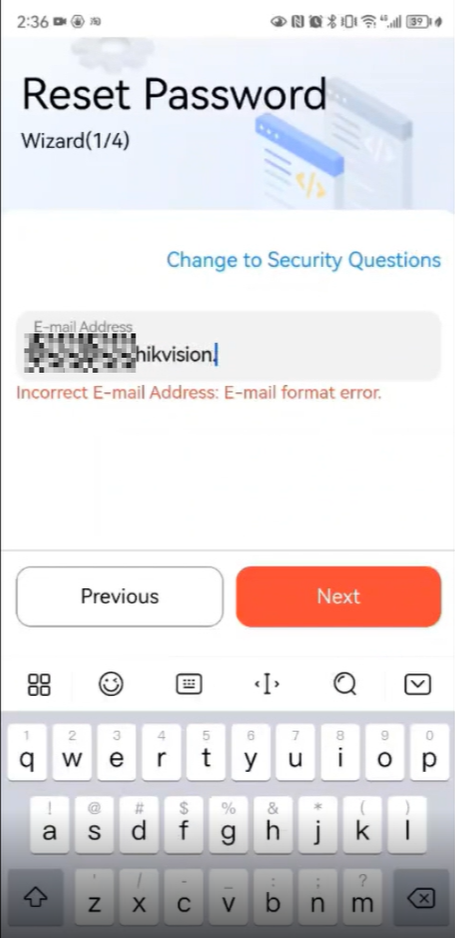 2:36
39
Reset Password
Wizard(1/4)
Change to Security Questions
E-mail Address
hikvision.
Incorrect E-mail Address: E-mail format error.
Previous
Next
1 2 3 4 5 6 7 8 9 0
q w e r t y u i o p
! @ # $ % & * ( )
a s d f g h j k l
' / - _ : ; ?
z x c v b n m